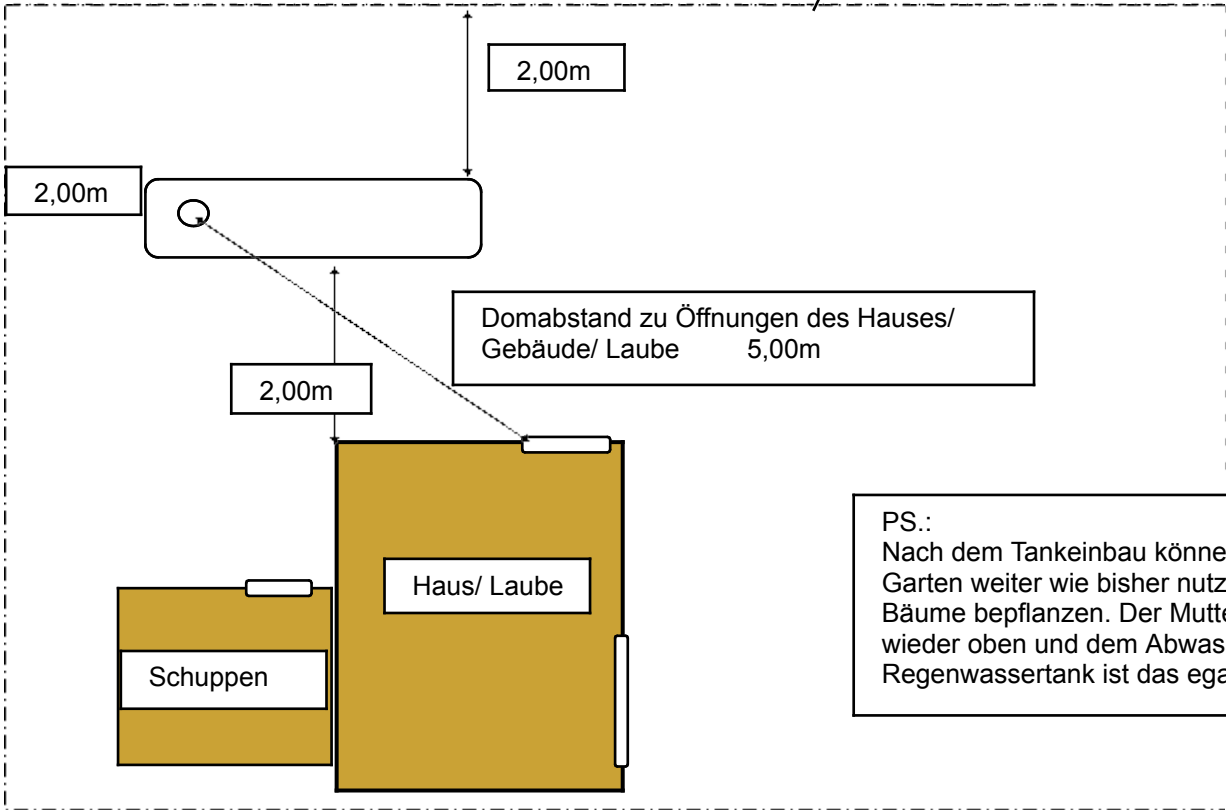 2,00m
2,00m
Domabstand zu Öffnungen des Hauses/
Gebäude/ Laube 5,00m
2,00m
PS.:
Nach dem Tankeinbau könne
Garten weiter wie bisher nutz
Bäume bepflanzen. Der Mutte
wieder oben und dem Abwas
Regenwassertank ist das ega
Haus/ Laube
Schuppen